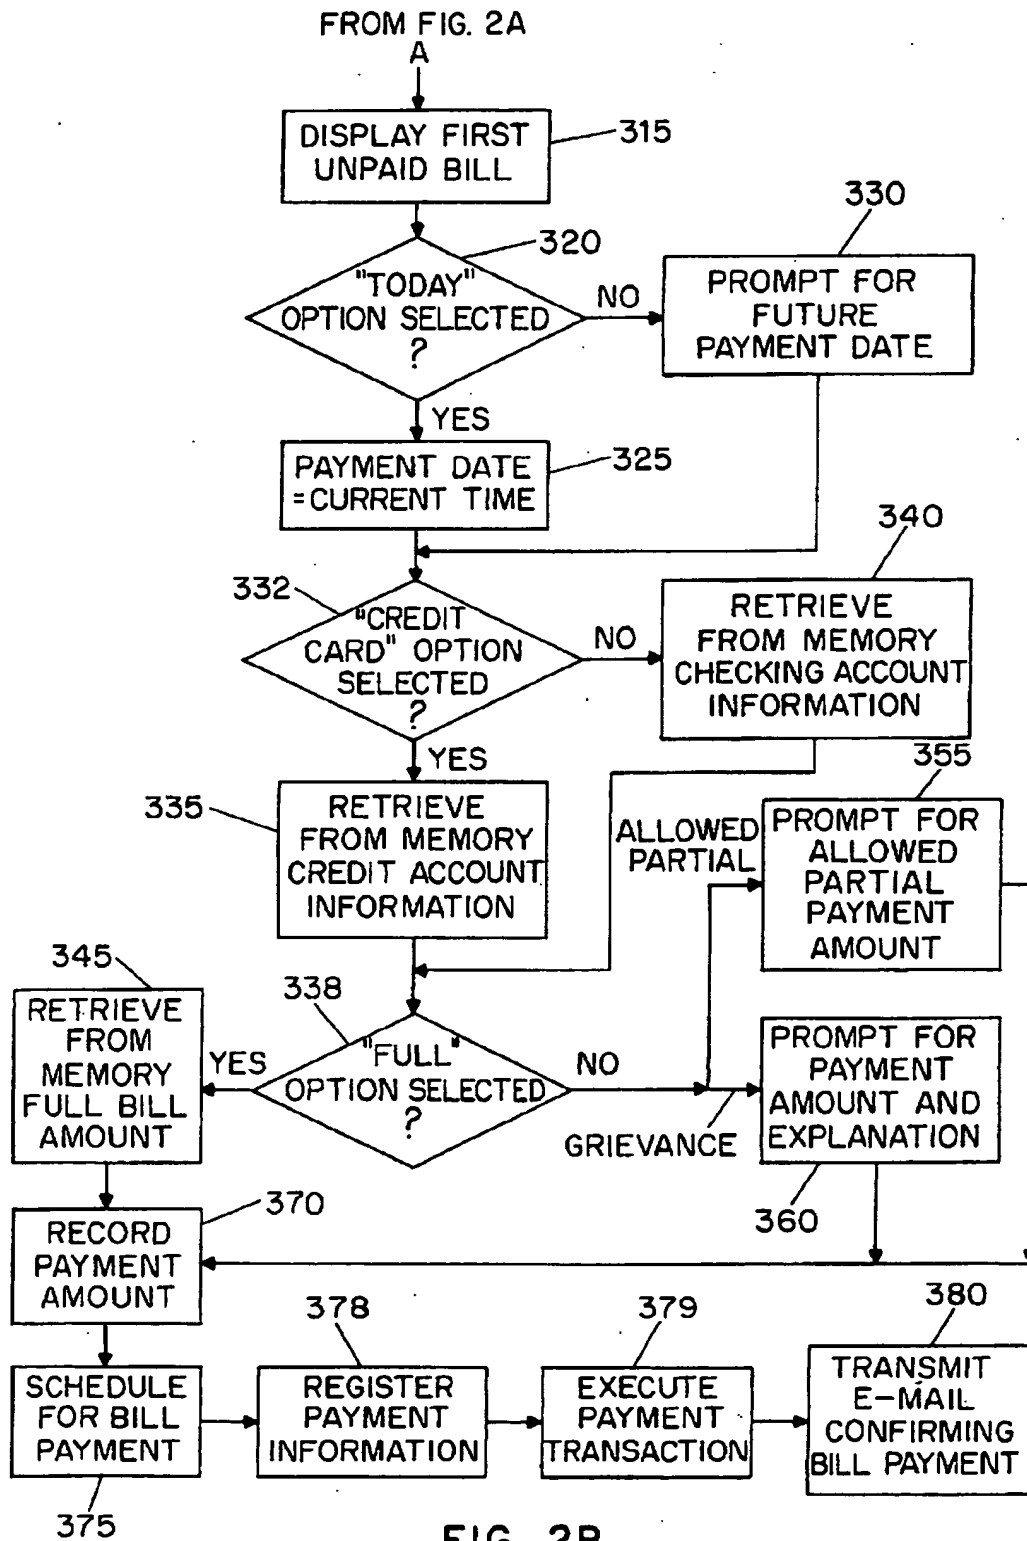 FROM FIG. 2A
A
DISPLAY FIRST
UNPAID BILL
315
320
"TODAY"
OPTION SELECTED
?
NO
330
PROMPT FOR
FUTURE
PAYMENT DATE
YES
PAYMENT DATE
=CURRENT TIME
325
332
"CREDIT
CARD" OPTION
SELECTED
?
NO
340
RETRIEVE
FROM MEMORY
CHECKING ACCOUNT
INFORMATION
YES
335
RETRIEVE
FROM MEMORY
CREDIT ACCOUNT
INFORMATION
ALLOWED
PARTIAL
355
PROMPT FOR
ALLOWED
PARTIAL
PAYMENT
AMOUNT
345
RETRIEVE
FROM
MEMORY
FULL BILL
AMOUNT
YES
338
"FULL"
OPTION SELECTED
?
NO
GRIEVANCE
PROMPT FOR
PAYMENT
AMOUNT AND
EXPLANATION
360
370
RECORD
PAYMENT
AMOUNT
SCHEDULE
FOR BILL
PAYMENT
375
378
REGISTER
PAYMENT
INFORMATION
379
EXECUTE
PAYMENT
TRANSACTION
380
TRANSMIT
E-MAIL
CONFIRMING
BILL PAYMENT
FIG. 2B